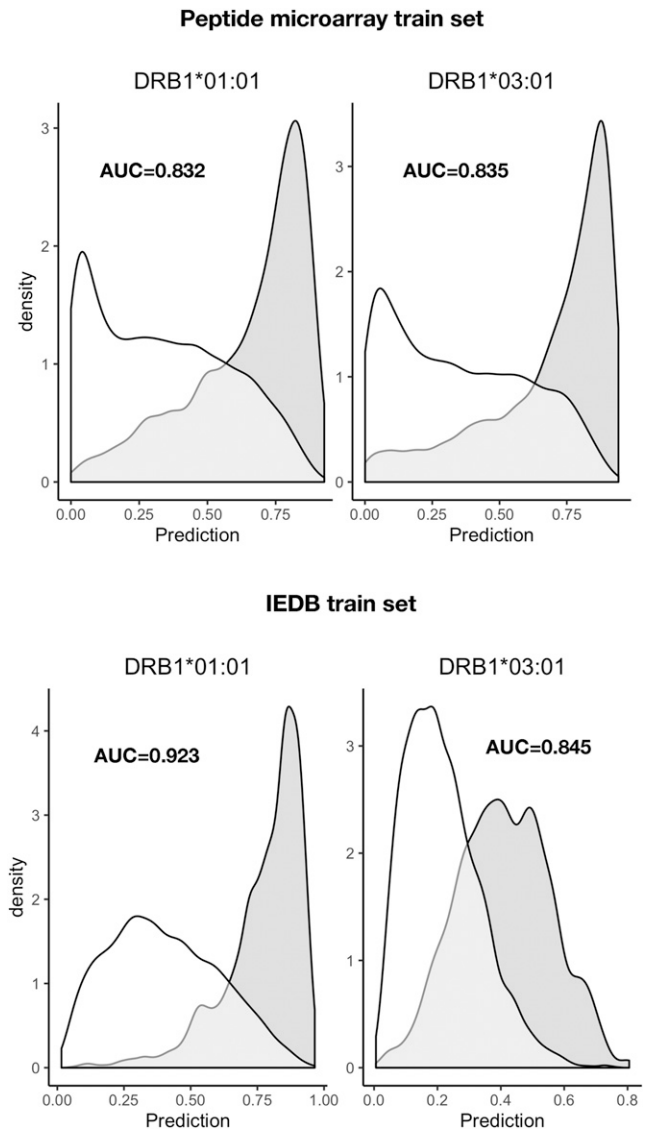 Peptide microarray train set
DRB1*01:01
DRB1*03:01
AUC=0.832
AUC=0.835
density
3
2
1
0
3
2
1
0
0.00 0.25 0.50 0.75
0.00 0.25 0.50 0.75
Prediction
Prediction
IEDB train set
DRB1*01:01
DRB1*03:01
AUC=0.923
AUC=0.845
density
4
3
2
1
0
3
2
1
0
0.00 0.25 0.50 0.75 1.00
0.0 0.2 0.4 0.6 0.8
Prediction
Prediction